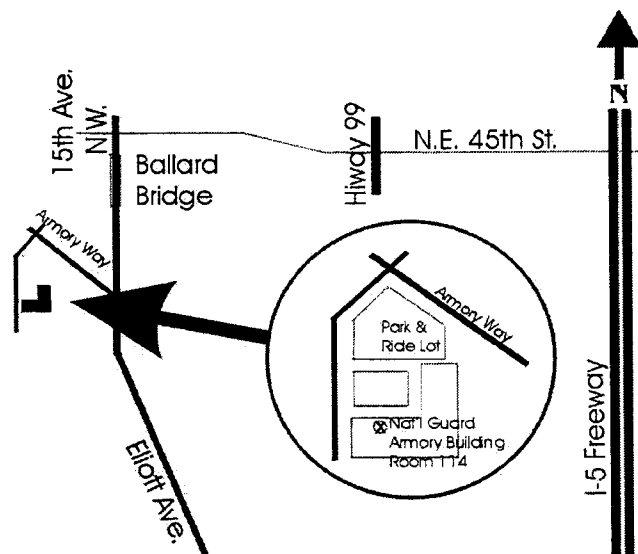 N
15th Ave.
N.W.
Hiway 99
N.E. 45th St.
Ballard
Bridge
Armory Way
Armory Way
Park &
Ride Lot
Nat'l Guard
Armory Building
Room 114
I-5 Freeway
Eliott Ave.